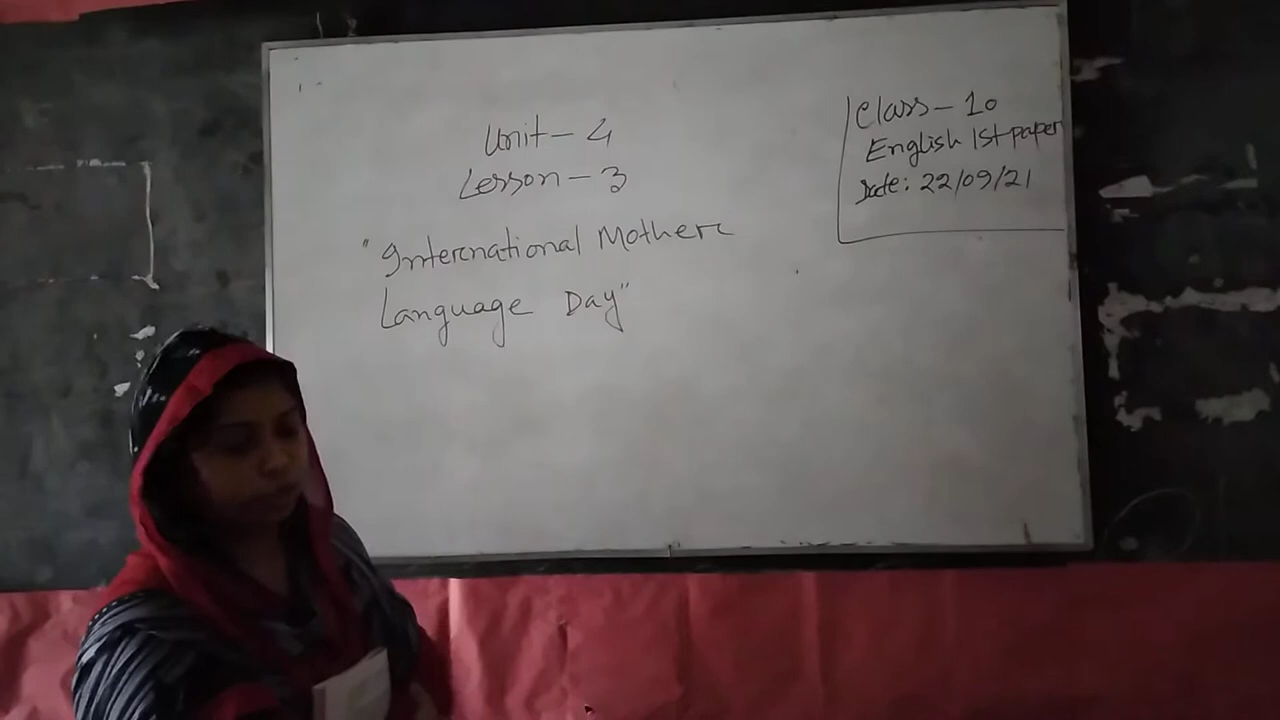 Unit - 4
Lesson - 3
"International Mother
Language Day"
Class - 10
English 1st paper
Date: 22/09/21